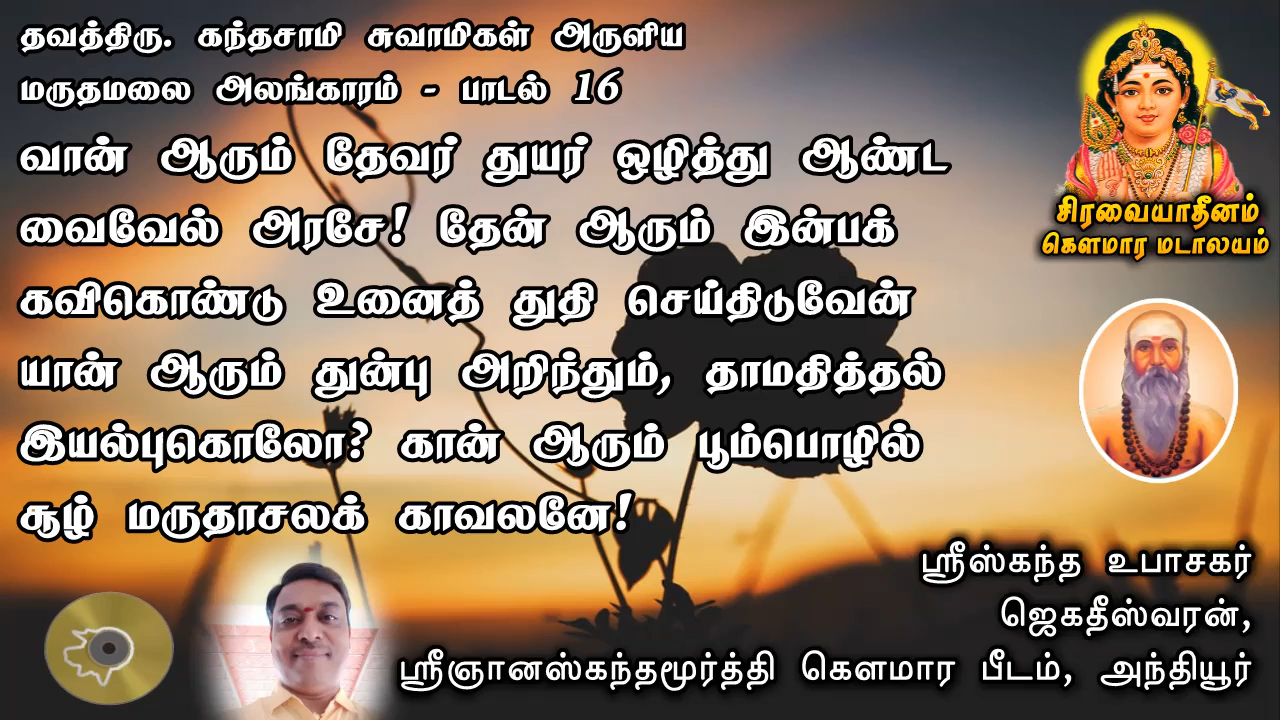 தவத்திரு. கந்தசாமி சுவாமிகள் அருளிய
மருதமலை அலங்காரம் - பாடல் 16
வான் ஆரும் தேவர் துயர் ஒழித்து ஆண்ட
வைவேல் அரசே! தேன் ஆரும் இன்பக்
கவிகொண்டு உனைத் துதி செய்திடுவேன்
யான் ஆரும் துன்பு அறிந்தும், தாமதித்தல்
இயல்புகொலோ? கான் ஆரும் பூம்பொழில்
சூழ் மருதாசலக் காவலனே!
சிரவையாதீனம்
கௌமார மடாலயம்
ஸ்ரீஸ்கந்த உபாசகர்
ஜெகதீஸ்வரன்,
ஸ்ரீஞானஸ்கந்தமூர்த்தி கௌமார பீடம், அந்தியூர்